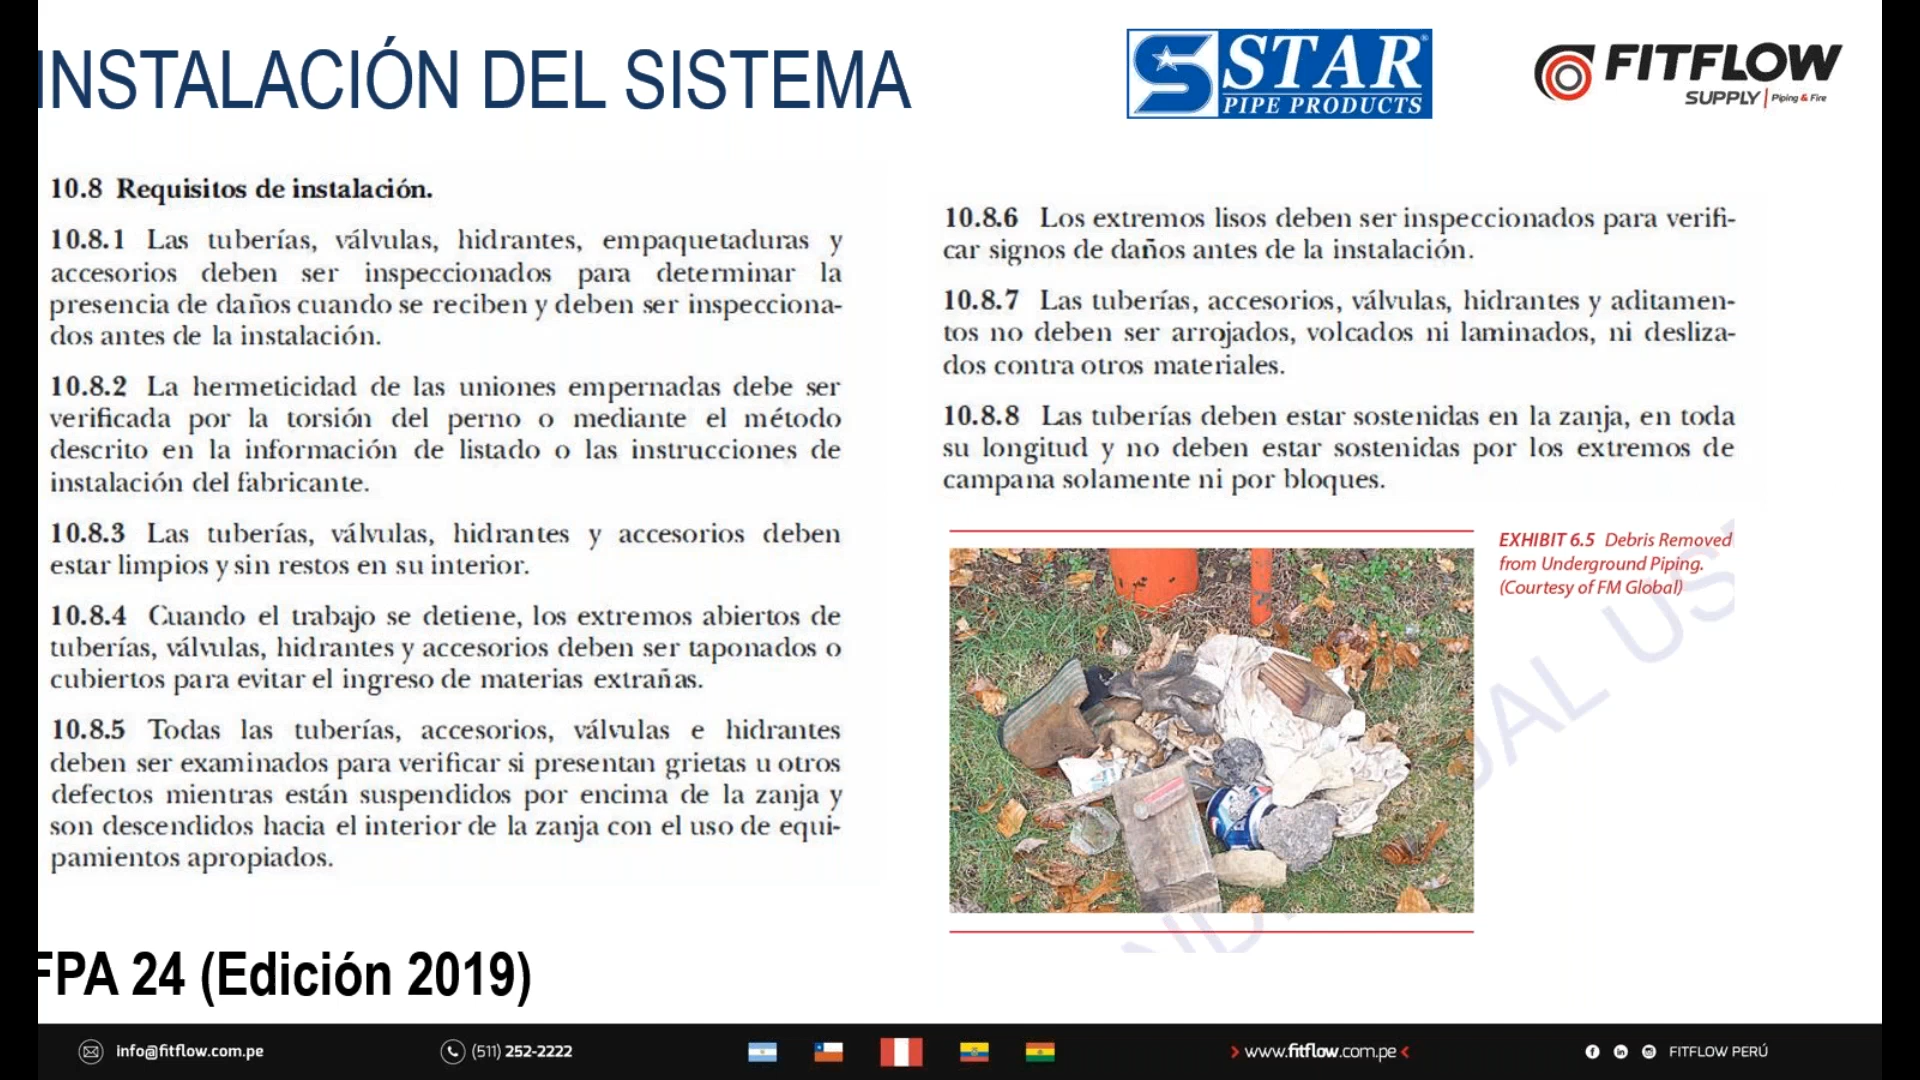 INSTALACIÓN DEL SISTEMA
STAR
PIPE PRODUCTS
FITFLOW
SUPPLY | Piping & Fire
10.8 Requisitos de instalación.
10.8.1 Las tuberías, válvulas, hidrantes, empaquetaduras y
accesorios deben ser inspeccionados para determinar la
presencia de daños cuando se reciben y deben ser inspecciona-
dos antes de la instalación.
10.8.2 La hermeticidad de las uniones empernadas debe ser
verificada por la torsión del perno o mediante el método
descrito en la información de listado o las instrucciones de
instalación del fabricante.
10.8.3 Las tuberías, válvulas, hidrantes y accesorios deben
estar limpios y sin restos en su interior.
10.8.4 Cuando el trabajo se detiene, los extremos abiertos de
tuberías, válvulas, hidrantes y accesorios deben ser taponados o
cubiertos para evitar el ingreso de materias extrañas.
10.8.5 Todas las tuberías, accesorios, válvulas e hidrantes
deben ser examinados para verificar si presentan grietas u otros
defectos mientras están suspendidos por encima de la zanja y
son descendidos hacia el interior de la zanja con el uso de equi-
pamientos apropiados.
10.8.6 Los extremos lisos deben ser inspeccionados para verifi-
car signos de daños antes de la instalación.
10.8.7 Las tuberías, accesorios, válvulas, hidrantes y aditamen-
tos no deben ser arrojados, volcados ni laminados, ni desliza-
dos contra otros materiales.
10.8.8 Las tuberías deben estar sostenidas en la zanja, en toda
su longitud y no deben estar sostenidas por los extremos de
campana solamente ni por bloques.
EXHIBIT 6.5 Debris Removed
from Underground Piping.
(Courtesy of FM Global)
FPA 24 (Edición 2019)
info@fitflow.com.pe
(511) 252-2222
www.fitflow.com.pe
FITFLOW PERÚ